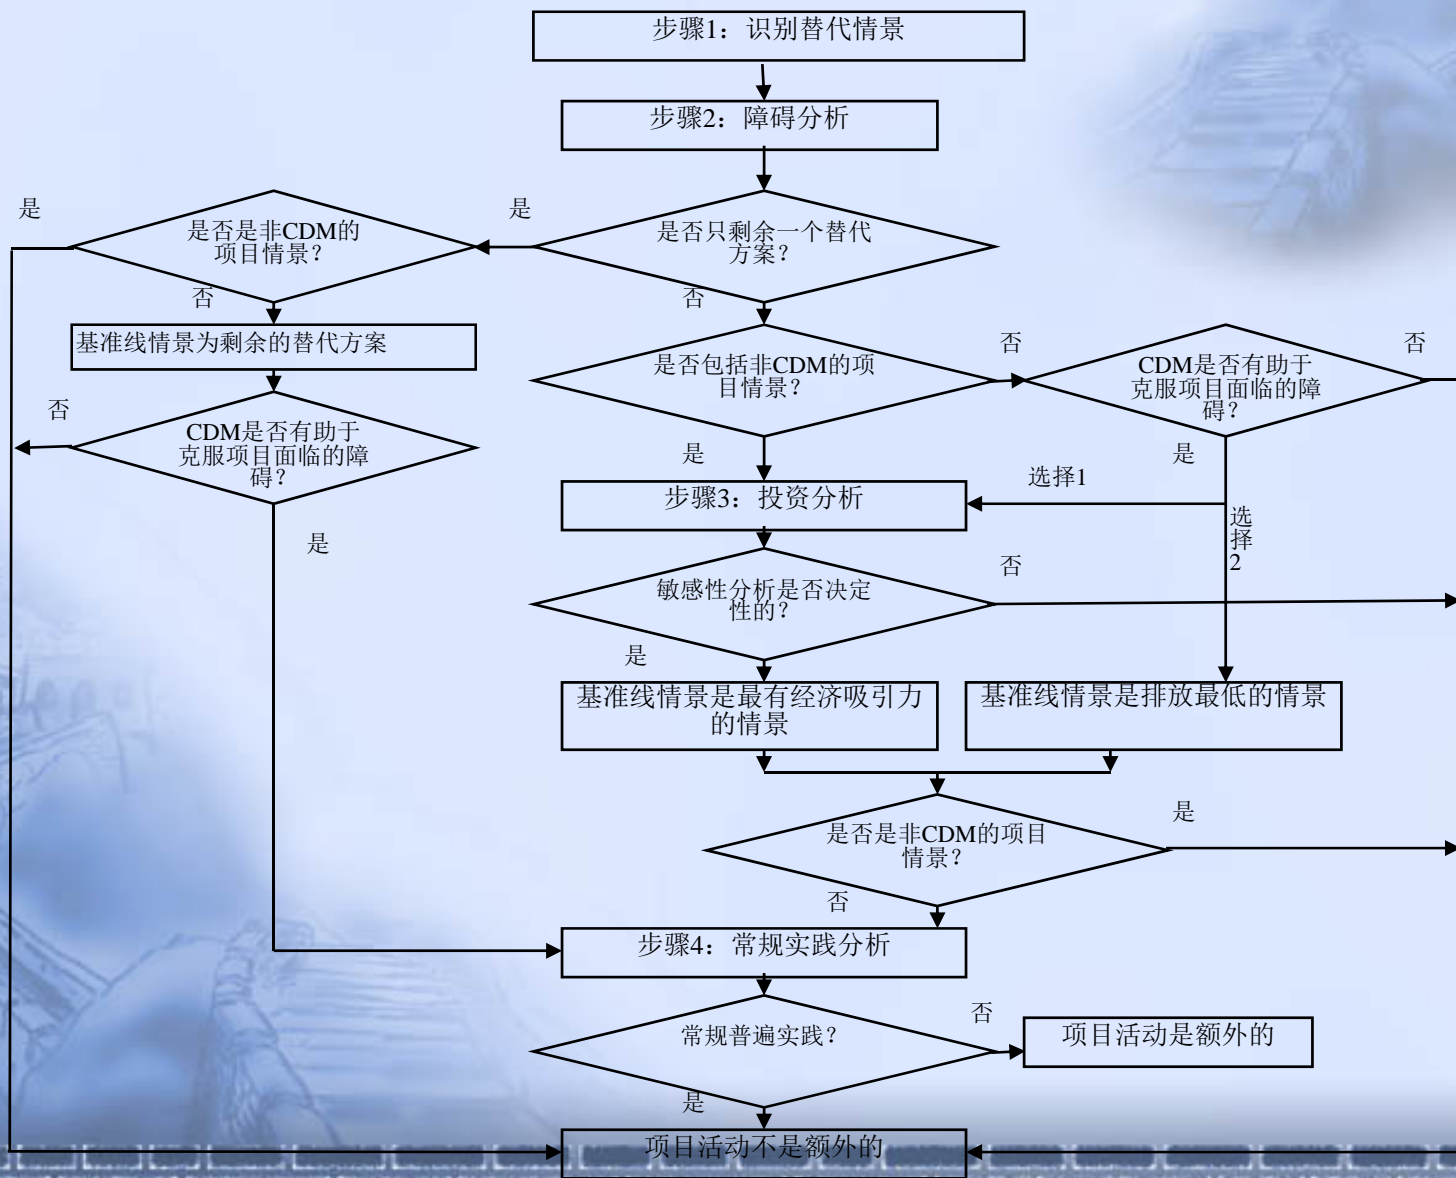 步骤1：识别替代情景
步骤2：障碍分析
是
是否是非CDM的
项目情景？
是
是否只剩余一个替代
方案？
否
否
基准线情景为剩余的替代方案
是否包括非CDM的项
目情景？
否
CDM是否有助于
克服项目面临的障
碍？
否
否
CDM是否有助于
克服项目面临的障
碍？
是
是
步骤3：投资分析
选择1
选
择
2
是
敏感性分析是否决定
性的？
否
是
基准线情景是最有经济吸引力
的情景
基准线情景是排放最低的情景
是否是非CDM的项目
情景？
是
否
步骤4：常规实践分析
常规普遍实践？
否
项目活动是额外的
是
项目活动不是额外的